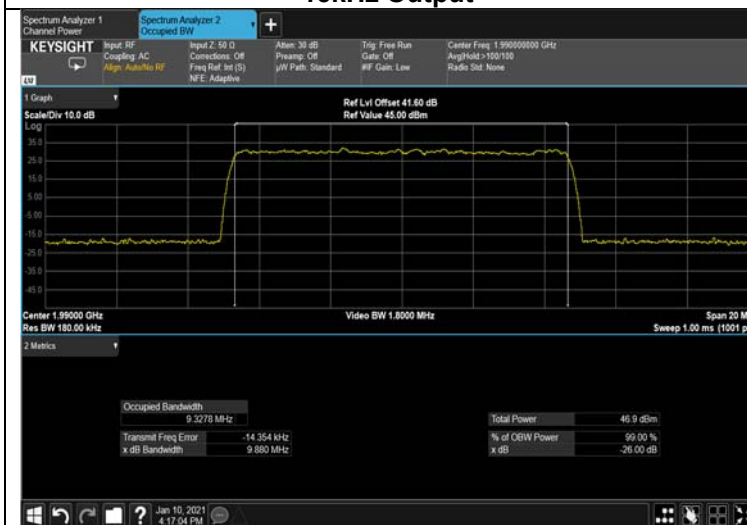 Spectrum Analyzer 1
Channel Power
Spectrum Analyzer 2
Occupied BW
+
KEYSIGHT
LXI
Input: RF
Coupling: AC
Align: Auto/No RF
Input Z: 50 Ω
Corrections: Off
Freq Ref: Int (S)
NFE: Adaptive
Atten: 30 dB
Preamp: Off
µW Path: Standard
Trig: Free Run
Gate: Off
#IF Gain: Low
Center Freq: 1.990000000 GHz
Avg|Hold:>100/100
Radio Std: None
1 Graph
Scale/Div 10.0 dB
Ref Lvl Offset 41.60 dB
Ref Value 45.00 dBm
Log
35.0
25.0
15.0
5.00
-5.00
-15.0
-25.0
-35.0
-45.0
Center 1.99000 GHz
Res BW 180.00 kHz
Video BW 1.8000 MHz
Span 20 M
Sweep 1.00 ms (1001 p
2 Metrics
Occupied Bandwidth
9.3278 MHz
Transmit Freq Error -14.354 kHz
x dB Bandwidth 9.880 MHz
Total Power 46.9 dBm
% of OBW Power 99.00 %
x dB -26.00 dB
?
Jan 10, 2021
4:17:04 PM